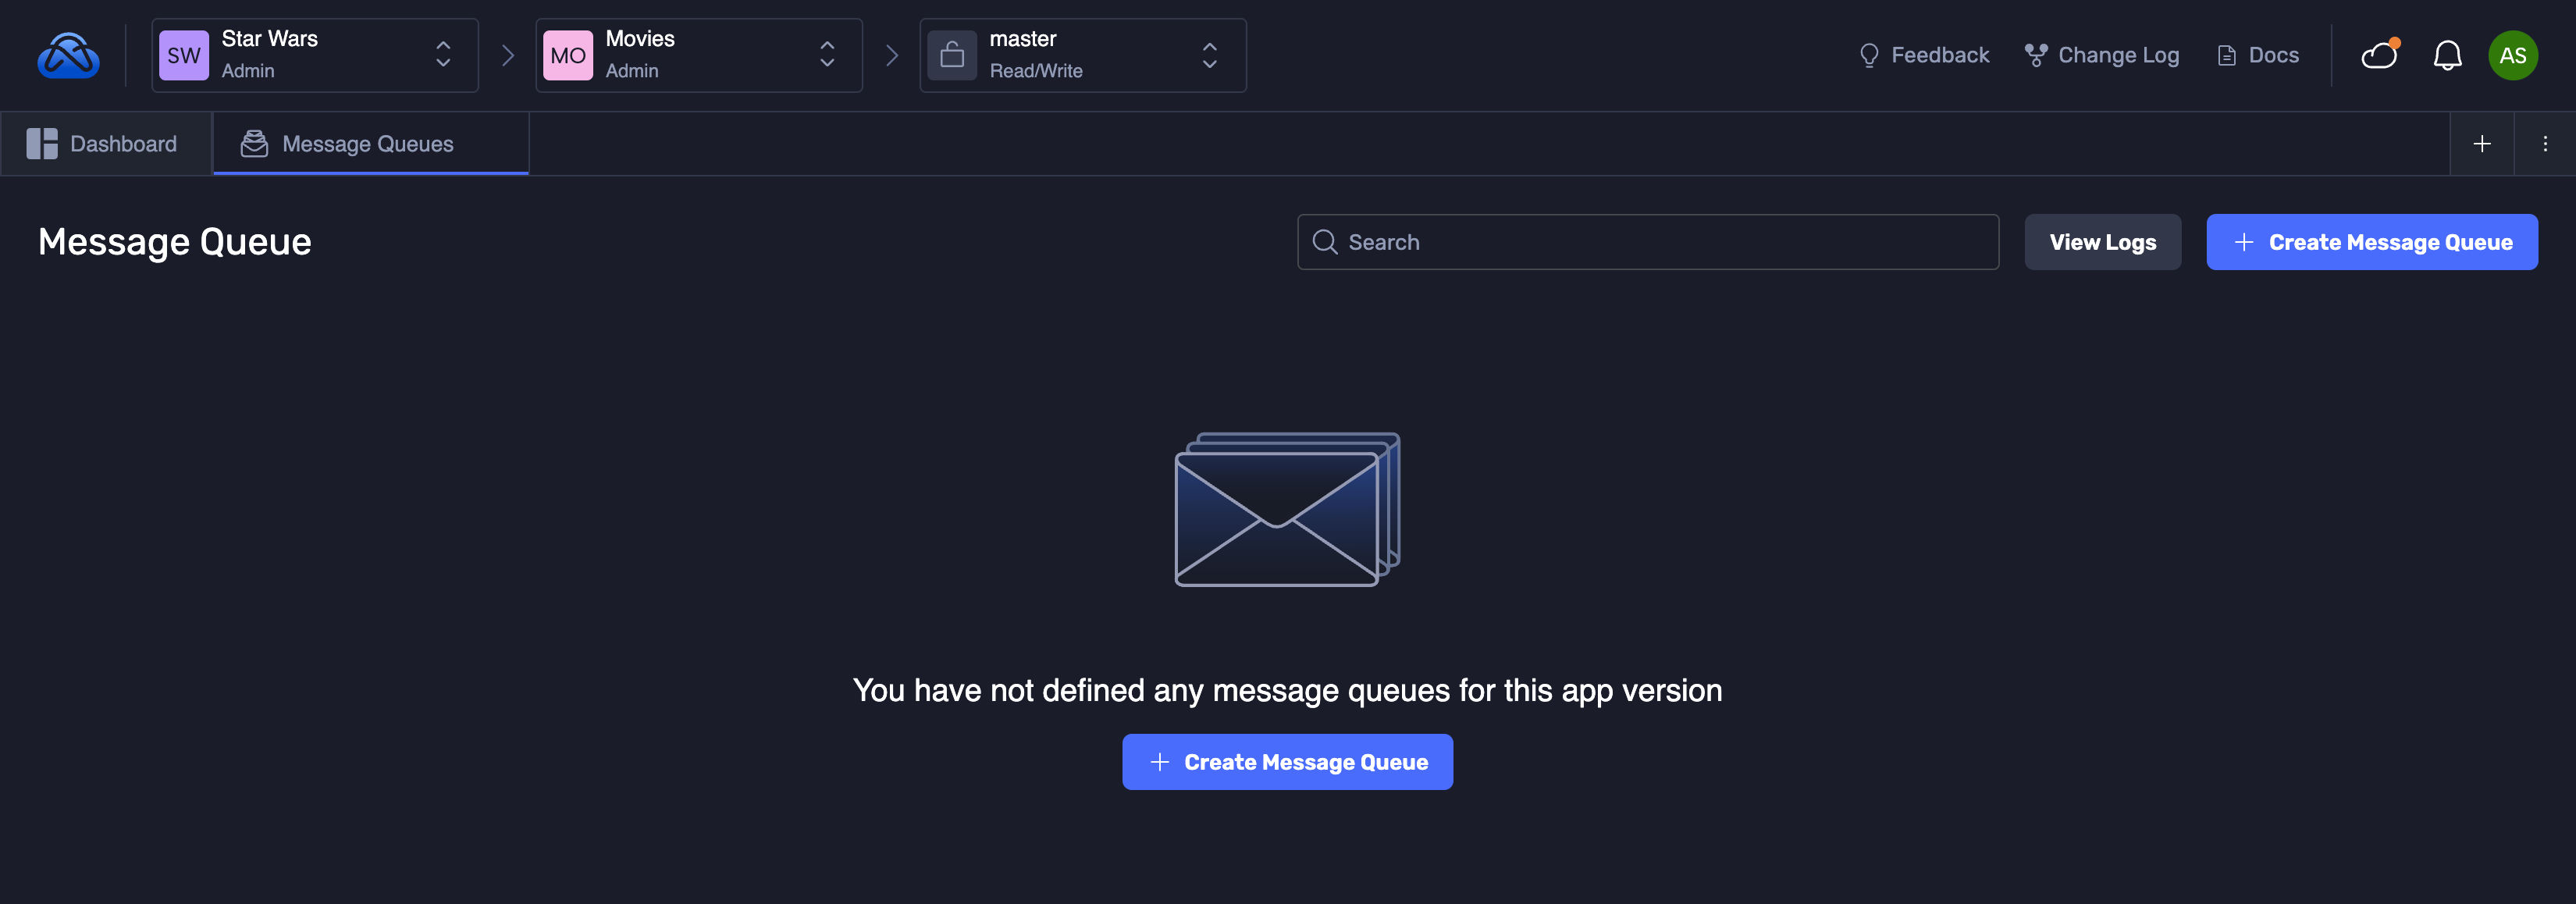 SW
Star Wars
Admin
MO
Movies
Admin
master
Read/Write
Feedback
Change Log
Docs
AS
Dashboard
Message Queues
Message Queue
Search
View Logs
Create Message Queue
You have not defined any message queues for this app version
Create Message Queue